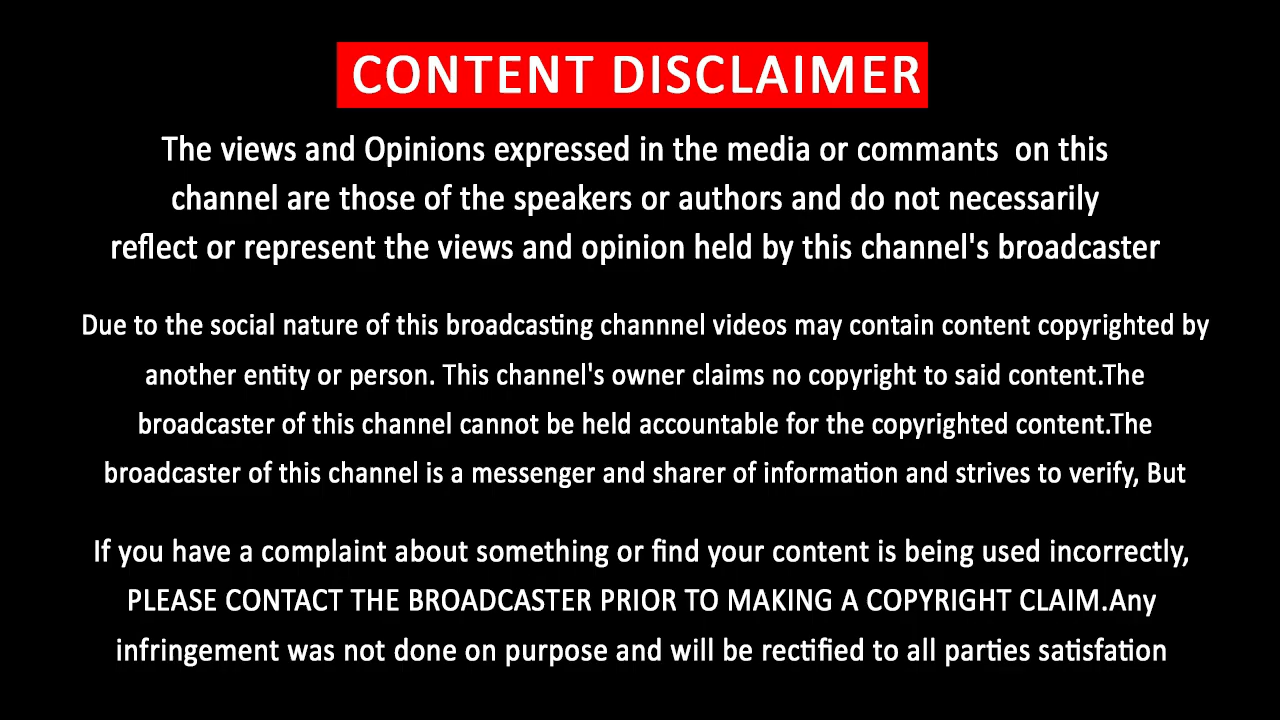 CONTENT DISCLAIMER
The views and Opinions expressed in the media or commants on this
channel are those of the speakers or authors and do not necessarily
reflect or represent the views and opinion held by this channel's broadcaster
Due to the social nature of this broadcasting channnel videos may contain content copyrighted by
another entity or person. This channel's owner claims no copyright to said content.The
broadcaster of this channel cannot be held accountable for the copyrighted content.The
broadcaster of this channel is a messenger and sharer of information and strives to verify, But
If you have a complaint about something or find your content is being used incorrectly,
PLEASE CONTACT THE BROADCASTER PRIOR TO MAKING A COPYRIGHT CLAIM.Any
infringement was not done on purpose and will be rectified to all parties satisfation